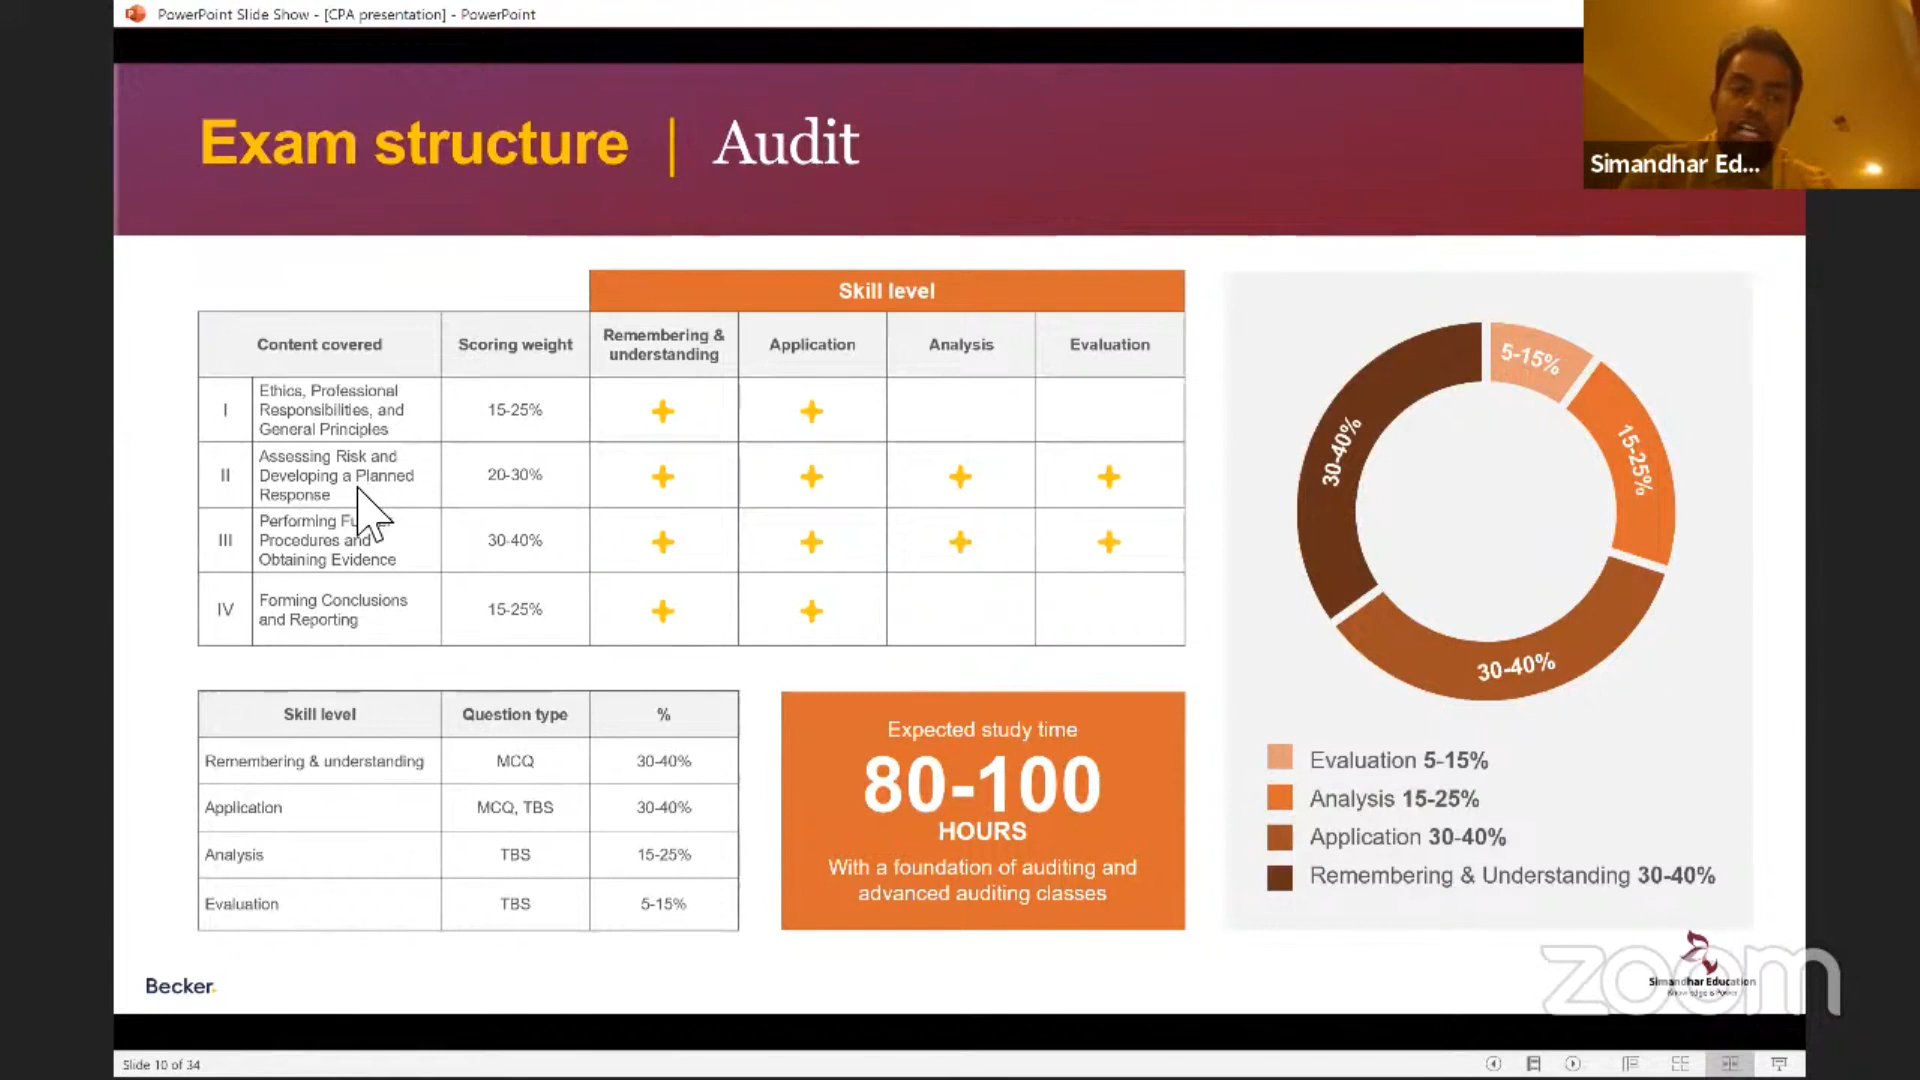 PowerPoint Slide Show - [CPA presentation] - PowerPoint
Simandhar Ed...
Exam structure | Audit
Skill level
Content covered
Scoring weight
Remembering &
understanding
Application
Analysis
Evaluation
I
Ethics, Professional
Responsibilities, and
General Principles
15-25%
II
Assessing Risk and
Developing a Planned
Response
20-30%
III
Performing
Procedures and
Obtaining Evidence
30-40%
IV
Forming Conclusions
and Reporting
15-25%
Skill level
Question type
%
Remembering & understanding
MCQ
30-40%
Application
MCQ, TBS
30-40%
Analysis
TBS
15-25%
Evaluation
TBS
5-15%
Expected study time
80-100
HOURS
With a foundation of auditing and
advanced auditing classes
5-15%
15-25%
30-40%
30-40%
Evaluation 5-15%
Analysis 15-25%
Application 30-40%
Remembering & Understanding 30-40%
Becker.
Simandhar Education
Knowledge is Power
zoom
Slide 10 of 34